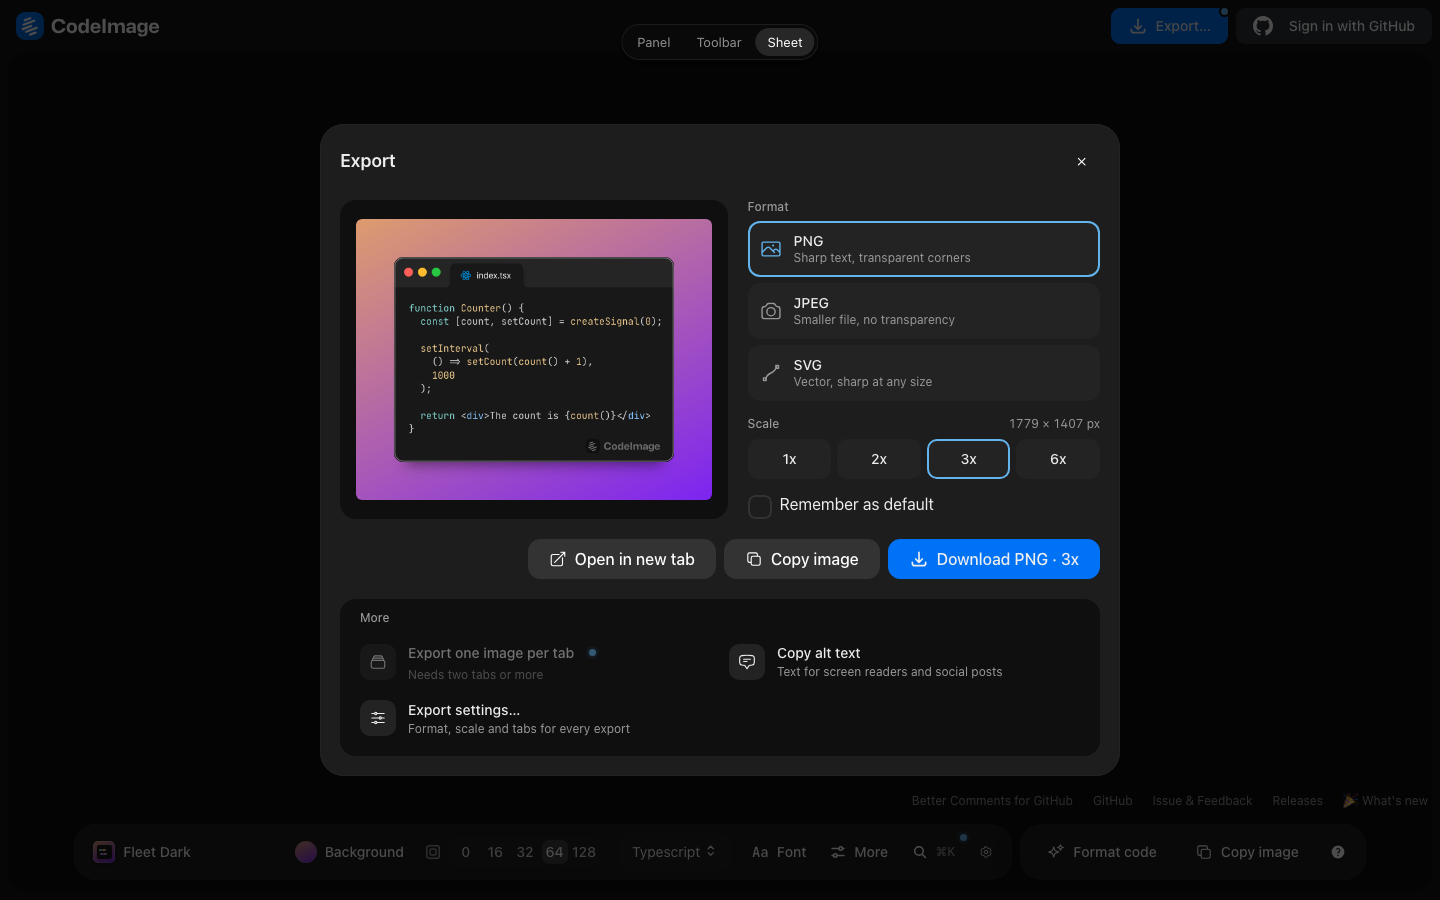 CodeImage
Panel
Toolbar
Sheet
Export...
Sign in with GitHub
Export
index.tsx
function Counter() {
const [count, setCount] = createSignal(0);
setInterval(
() => setCount(count() + 1),
1000
);
return <div>The count is {count()}</div>
}
CodeImage
Format
PNG
Sharp text, transparent corners
JPEG
Smaller file, no transparency
SVG
Vector, sharp at any size
Scale
1779 × 1407 px
1x
2x
3x
6x
Remember as default
Open in new tab
Copy image
Download PNG · 3x
More
Export one image per tab
Needs two tabs or more
Copy alt text
Text for screen readers and social posts
Export settings...
Format, scale and tabs for every export
Better Comments for GitHub
GitHub
Issue & Feedback
Releases
🎉 What's new
Fleet Dark
Background
0
16
32
64
128
Typescript
Aa Font
More
⌘K
Format code
Copy image